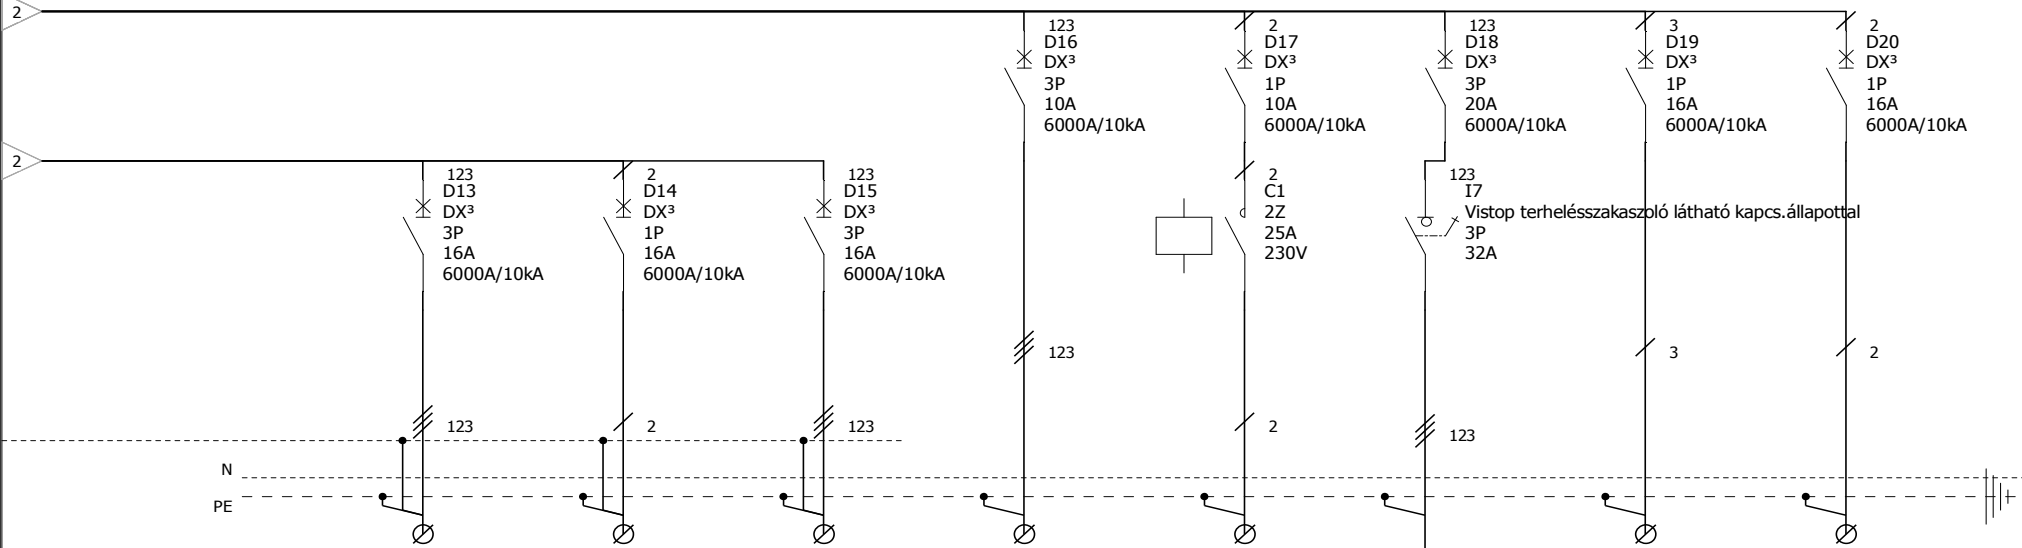 2
123
D16
DX³
3P
10A
6000A/10kA
2
D17
DX³
1P
10A
6000A/10kA
123
D18
DX³
3P
20A
6000A/10kA
3
D19
DX³
1P
16A
6000A/10kA
2
D20
DX³
1P
16A
6000A/10kA
2
123
D13
DX³
3P
16A
6000A/10kA
2
D14
DX³
1P
16A
6000A/10kA
123
D15
DX³
3P
16A
6000A/10kA
2
C1
2Z
25A
230V
123
I7
Vistop terhelésszakaszoló látható kapcs.állapottal
3P
32A
123
3
2
123
2
123
2
123
N
PE